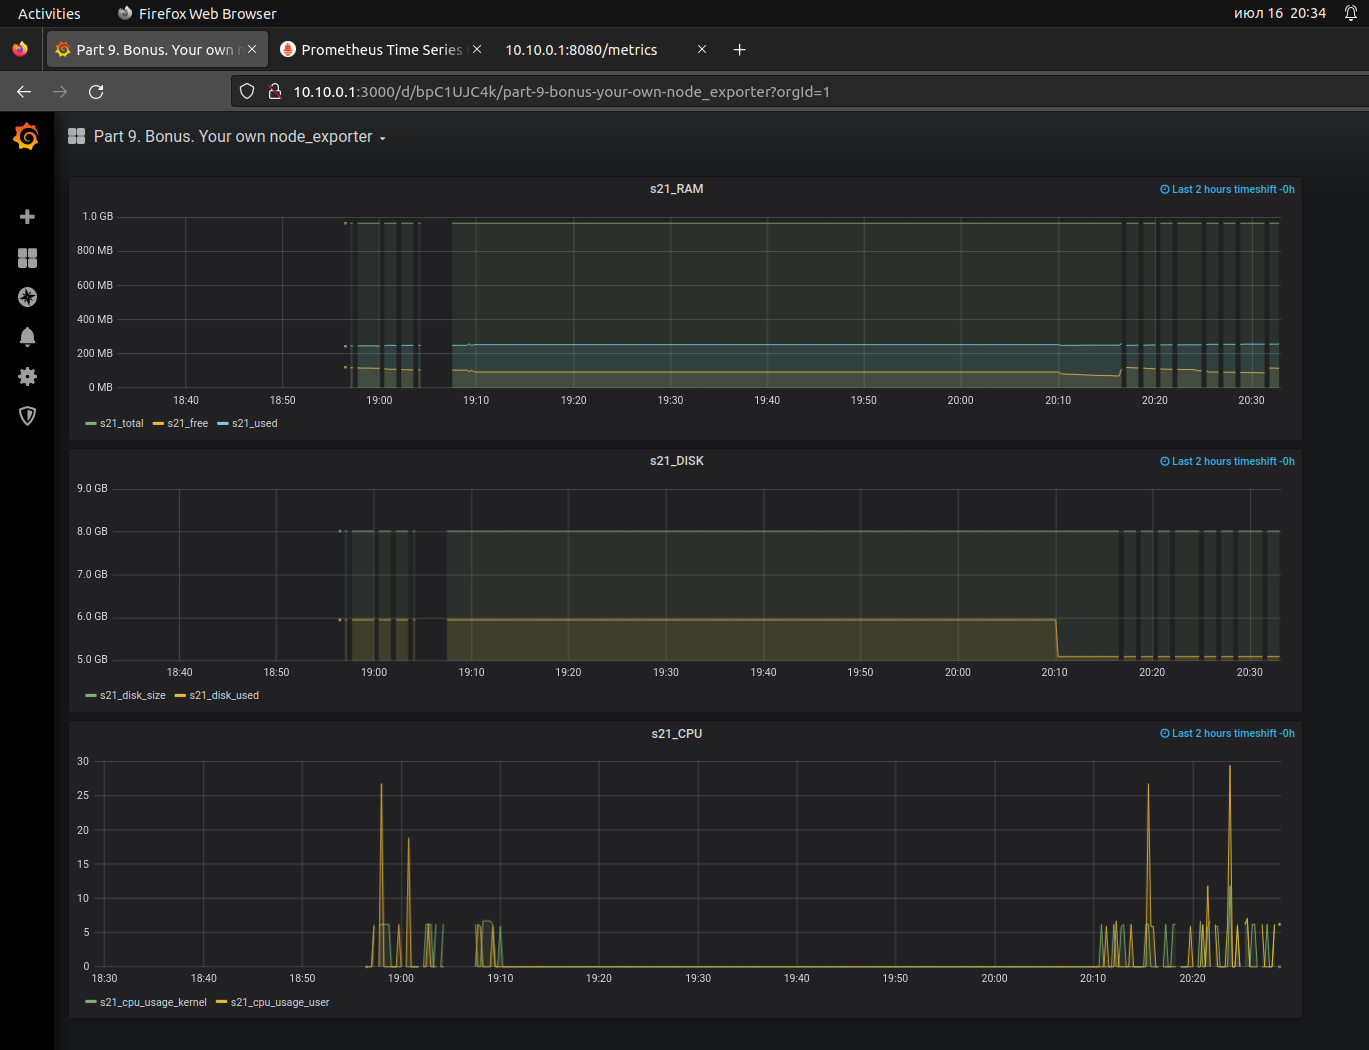 Activities Firefox Web Browser июл 16 20:34
Part 9. Bonus. Your own n Prometheus Time Series 10.10.0.1:8080/metrics
10.10.0.1:3000/d/bpC1UJC4k/part-9-bonus-your-own-node_exporter?orgId=1
Part 9. Bonus. Your own node_exporter
s21_RAM Last 2 hours timeshift -0h
1.0 GB
800 MB
600 MB
400 MB
200 MB
0 MB
18:40 18:50 19:00 19:10 19:20 19:30 19:40 19:50 20:00 20:10 20:20 20:30
s21_total s21_free s21_used
s21_DISK Last 2 hours timeshift -0h
9.0 GB
8.0 GB
7.0 GB
6.0 GB
5.0 GB
18:40 18:50 19:00 19:10 19:20 19:30 19:40 19:50 20:00 20:10 20:20 20:30
s21_disk_size s21_disk_used
s21_CPU Last 2 hours timeshift -0h
30
25
20
15
10
5
0
18:30 18:40 18:50 19:00 19:10 19:20 19:30 19:40 19:50 20:00 20:10 20:20
s21_cpu_usage_kernel s21_cpu_usage_user